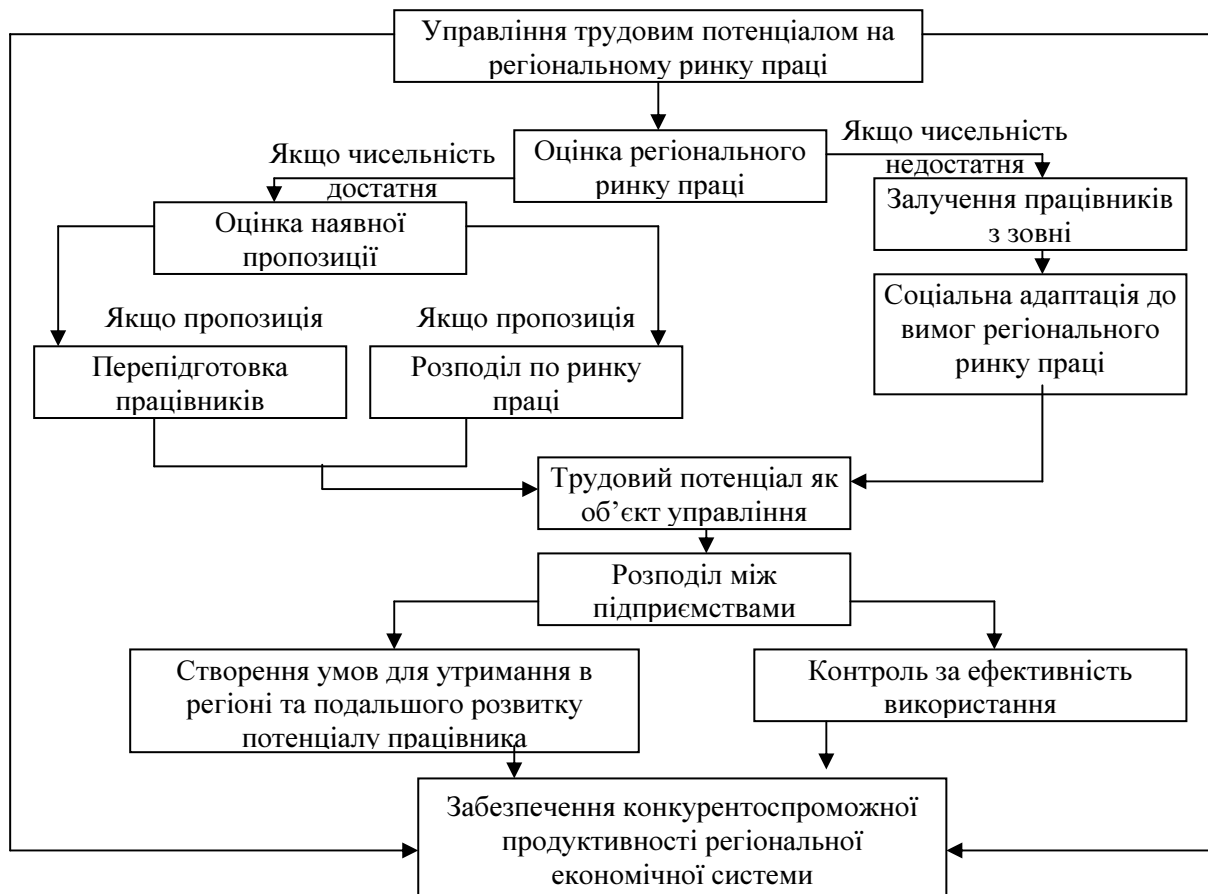 Управління трудовим потенціалом на
регіональному ринку праці
Якщо чисельність
достатня
Оцінка регіонального
ринку праці
Якщо чисельність
недостатня
Оцінка наявної
пропозиції
Залучення працівників
з зовні
Якщо пропозиція
Якщо пропозиція
Соціальна адаптація до
вимог регіонального
ринку праці
Перепідготовка
працівників
Розподіл по ринку
праці
Трудовий потенціал як
об’єкт управління
Розподіл між
підприємствами
Створення умов для утримання в
регіоні та подальшого розвитку
потенціалу працівника
Контроль за ефективність
використання
Забезпечення конкурентоспроможної
продуктивності регіональної
економічної системи